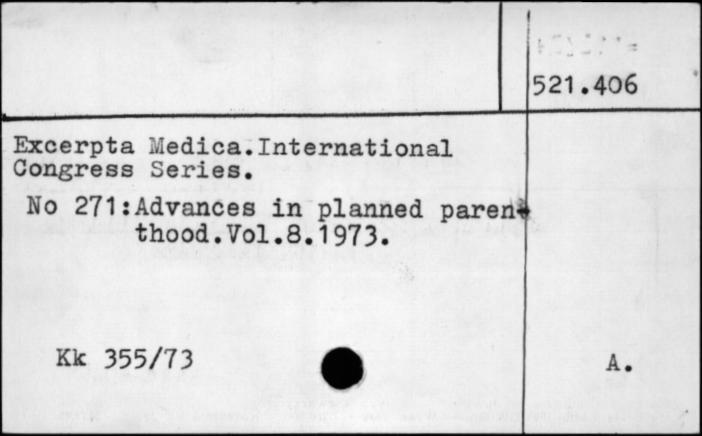 521.406
Excerpta Medica.International
Congress Series.
No 271:Advances in planned paren-
thood.Vol.8.1973.
Kk 355/73
A.